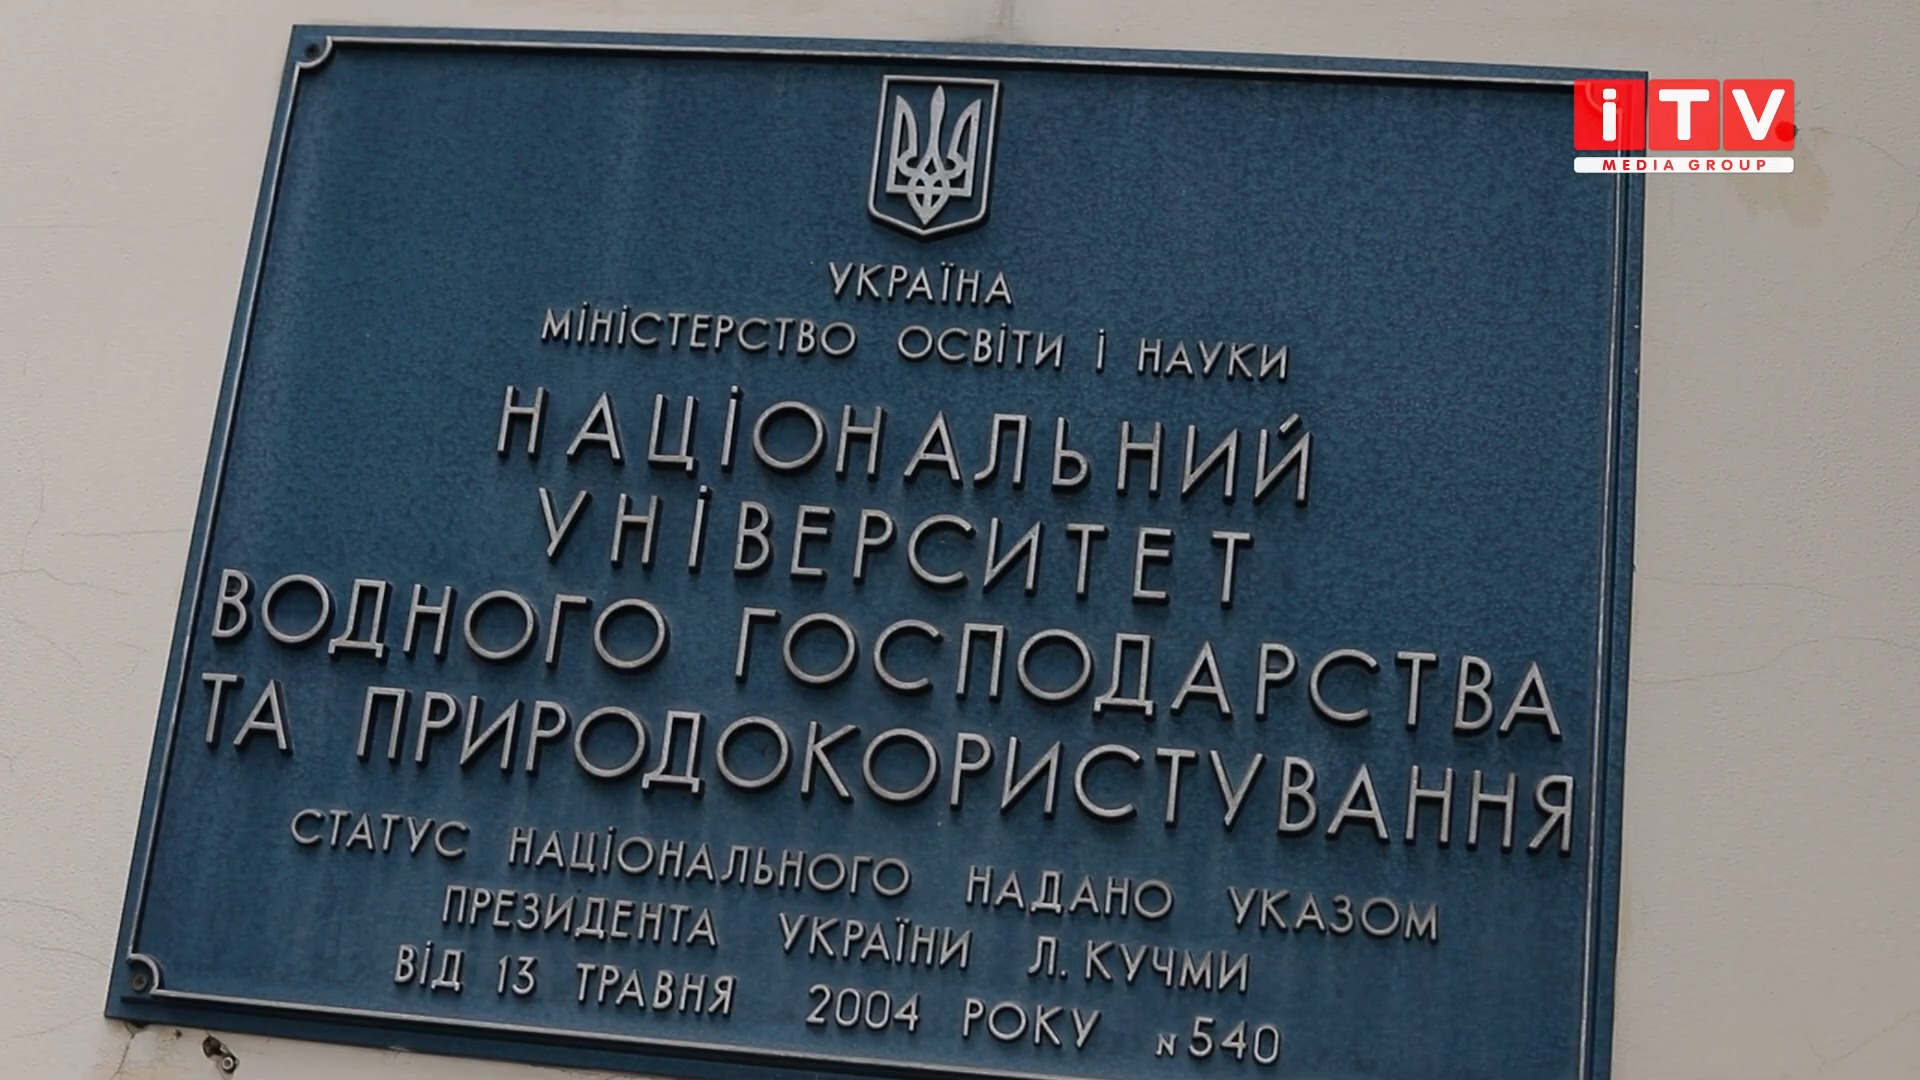 iTV
MEDIA GROUP
УКРАЇНА
МІНІСТЕРСТВО ОСВІТИ І НАУКИ
НАЦІОНАЛЬНИЙ
УНІВЕРСИТЕТ
ВОДНОГО ГОСПОДАРСТВА
ТА ПРИРОДОКОРИСТУВАННЯ
СТАТУС НАЦІОНАЛЬНОГО НАДАНО УКАЗОМ
ПРЕЗИДЕНТА УКРАЇНИ Л. КУЧМИ
ВІД 13 ТРАВНЯ 2004 РОКУ N 540